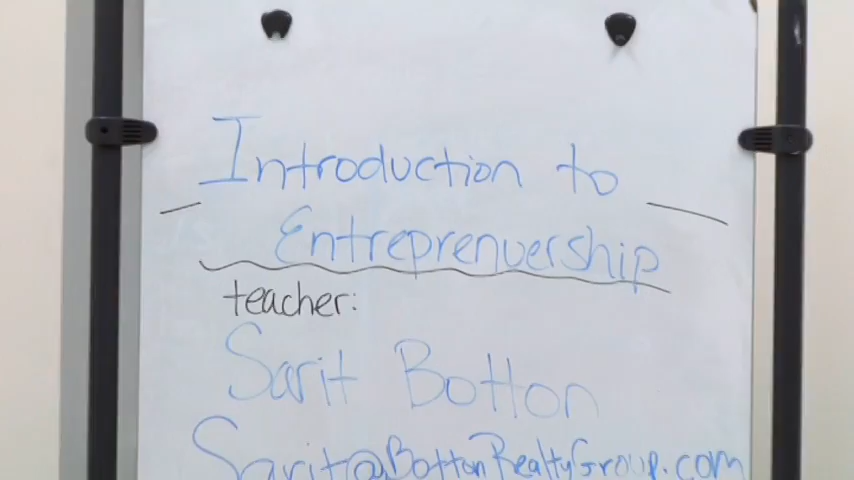 Introduction to
Entreprenuership
teacher:
Sarit Botton
Sarit@BottonRealtyGroup.com